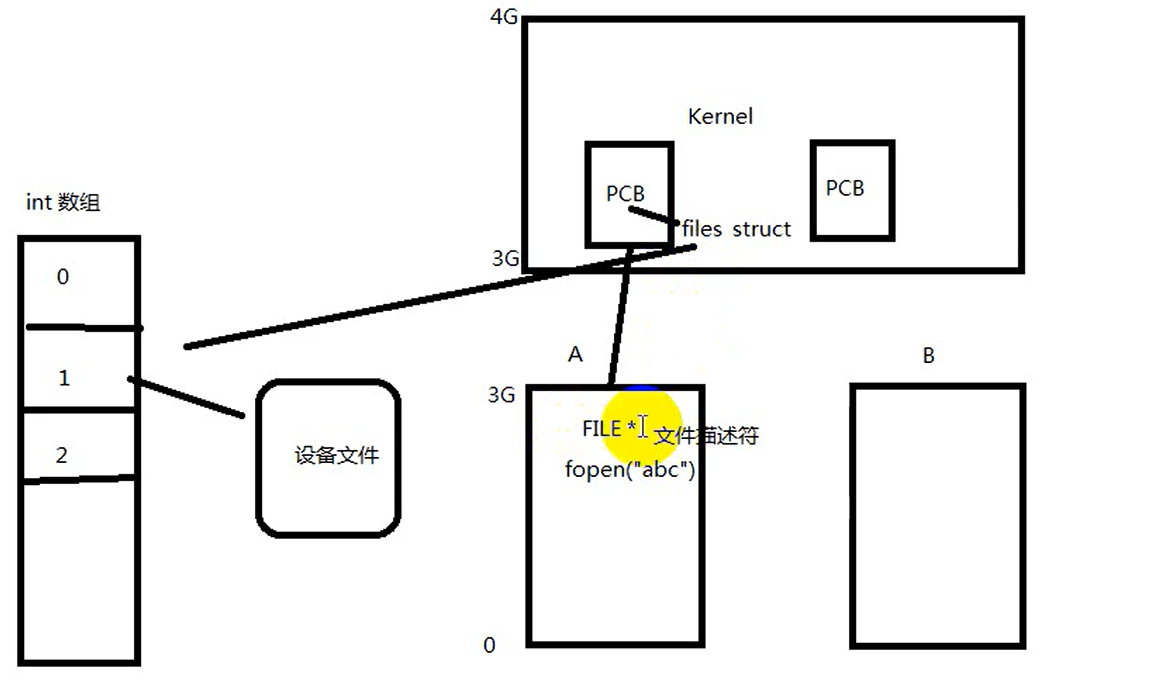 4G
Kernel
PCB
PCB
files struct
3G
int 数组
0
1
2
设备文件
A
B
3G
FILE * 文件描述符
fopen("abc")
0